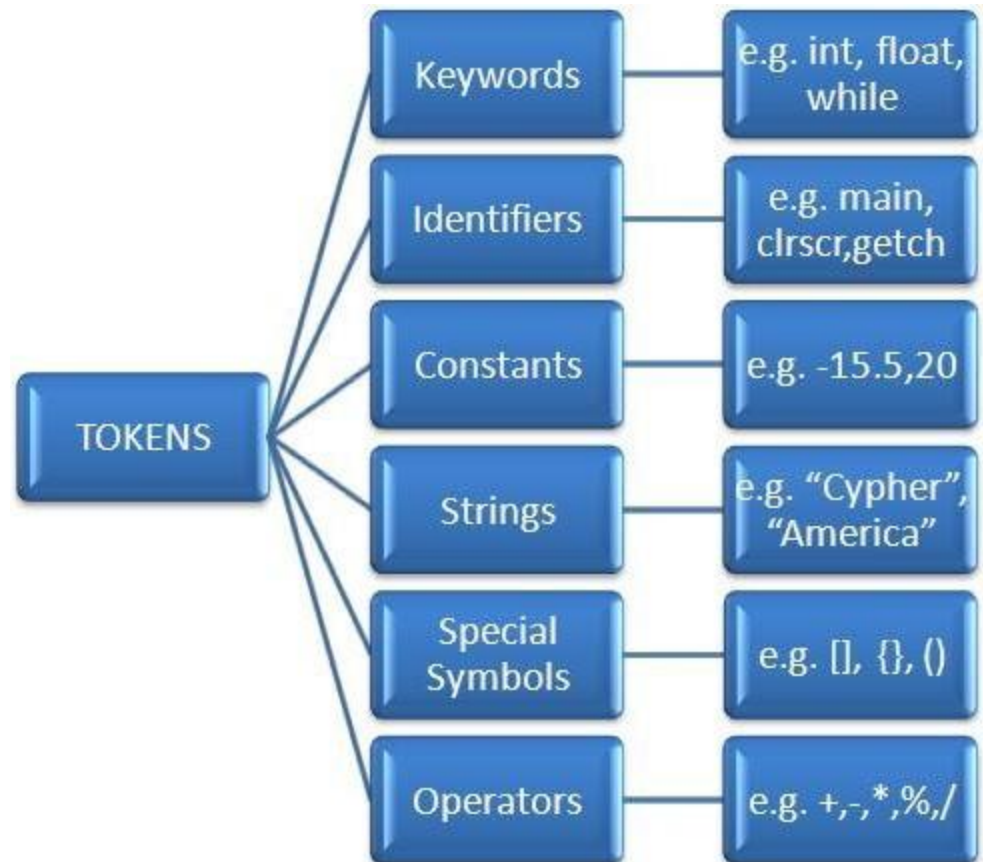 TOKENS
Keywords
e.g. int, float,
while
Identifiers
e.g. main,
clrscr,getch
Constants
e.g. -15.5,20
Strings
e.g. “Cypher”,
“America”
Special
Symbols
e.g. [], {}, ()
Operators
e.g. +,-,*,%,/